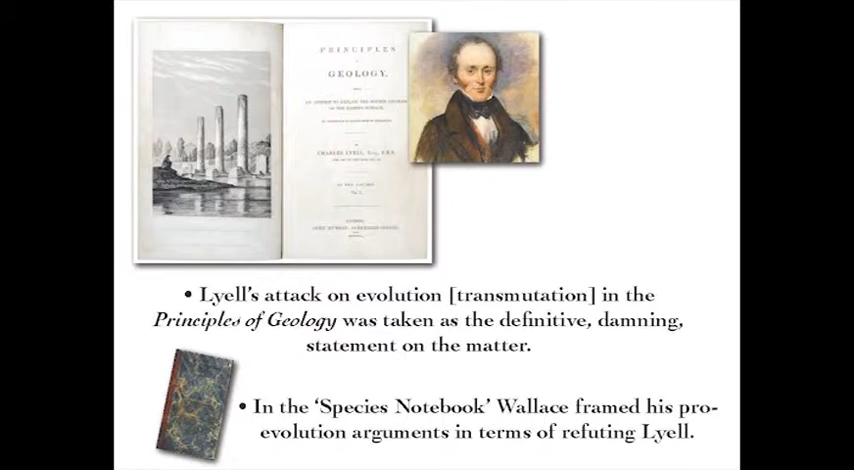 PRINCIPLES
GEOLOGY,
CHARLES LYELL, Esq., F.R.S.
• Lyell's attack on evolution [transmutation] in the
Principles of Geology was taken as the definitive, damning,
statement on the matter.
• In the 'Species Notebook' Wallace framed his pro-
evolution arguments in terms of refuting Lyell.